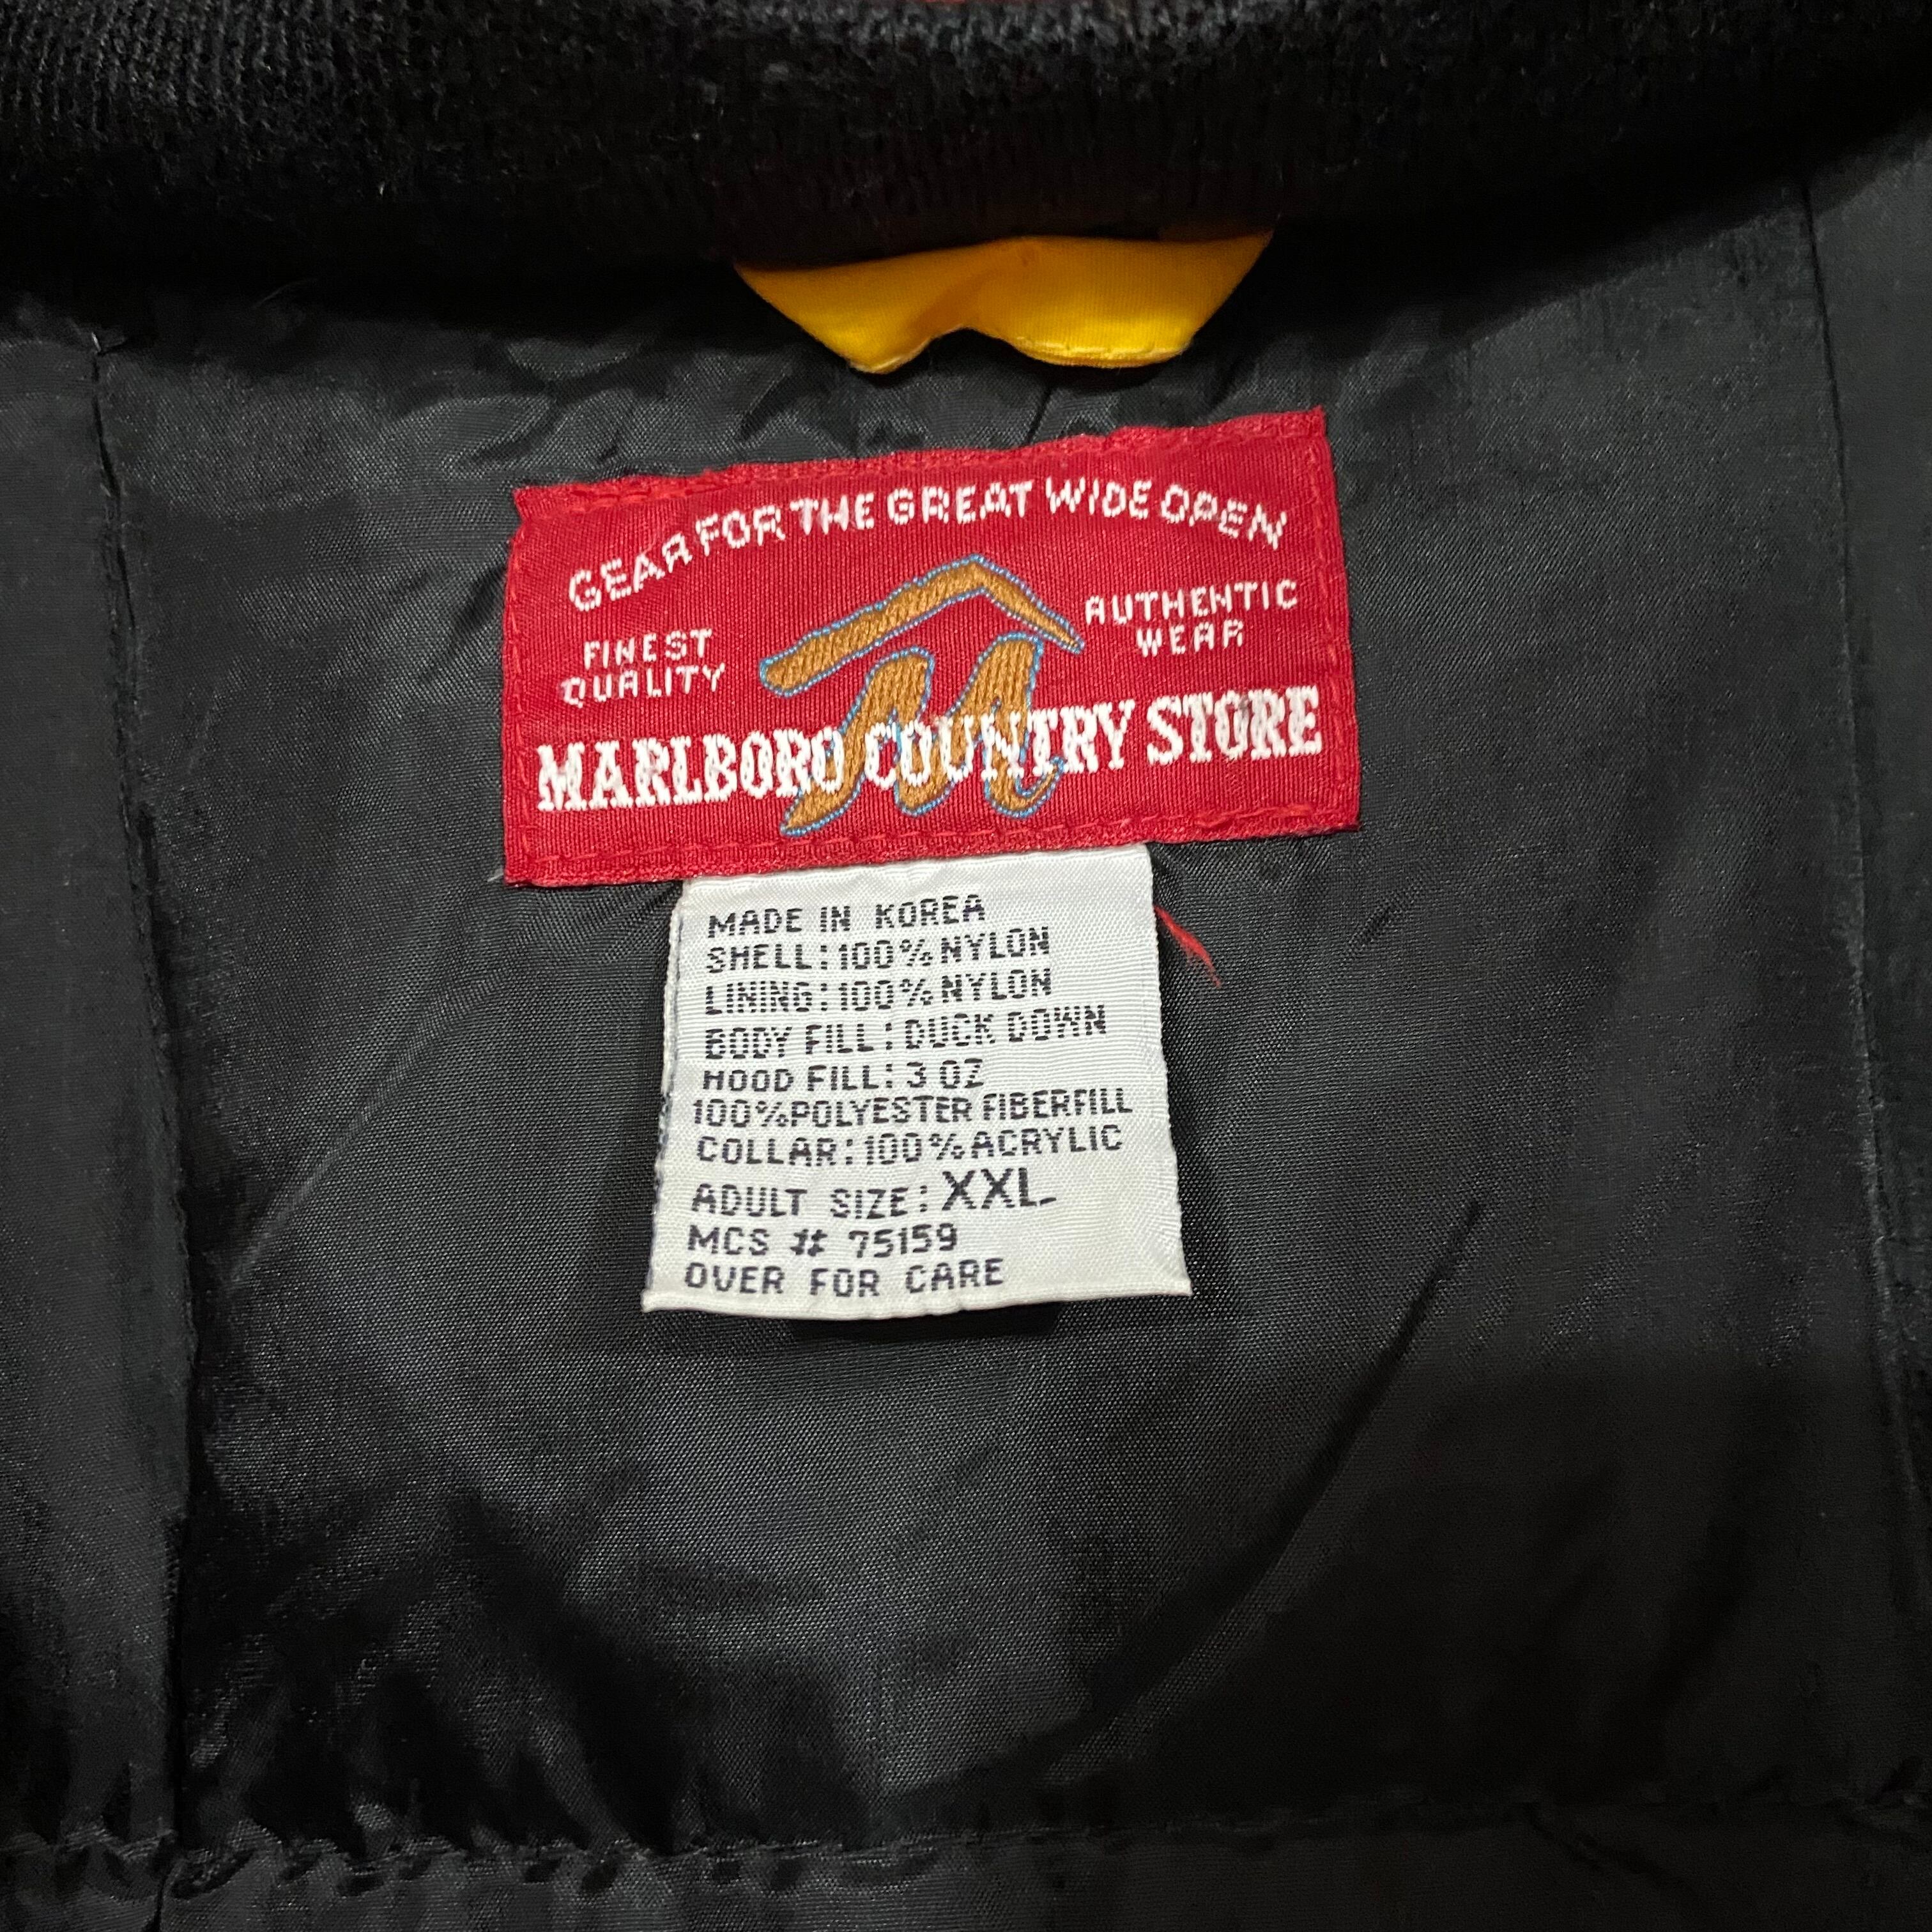 GEAR FOR THE GREAT WIDE OPEN
FINEST
QUALITY
AUTHENTIC
WEAR
M
MARLBORO COUNTRY STORE
MADE IN KOREA
SHELL:100%NYLON
LINING:100%NYLON
BODY FILL:DUCK DOWN
HOOD FILL:3 OZ
100%POLYESTER FIBERFILL
COLLAR:100%ACRYLIC
ADULT SIZE:XXL
MCS # 75159
OVER FOR CARE